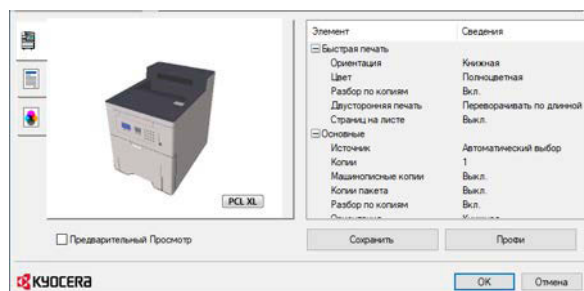 Элемент Сведения
Быстрая печать
Ориентация Книжная
Цвет Полноцветная
Разбор по копиям Вкл.
Двусторонняя печать Переворачивать по длинной
Страниц на листе Выкл.
Основные
Источник Автоматический выбор
Копии 1
Машинописные копии Выкл.
Копии пакета Выкл.
Разбор по копиям Вкл.
Ориентация Книжная
PCL XL
Предварительный Просмотр
Сохранить Профи
KYOCERA
OK Отмена